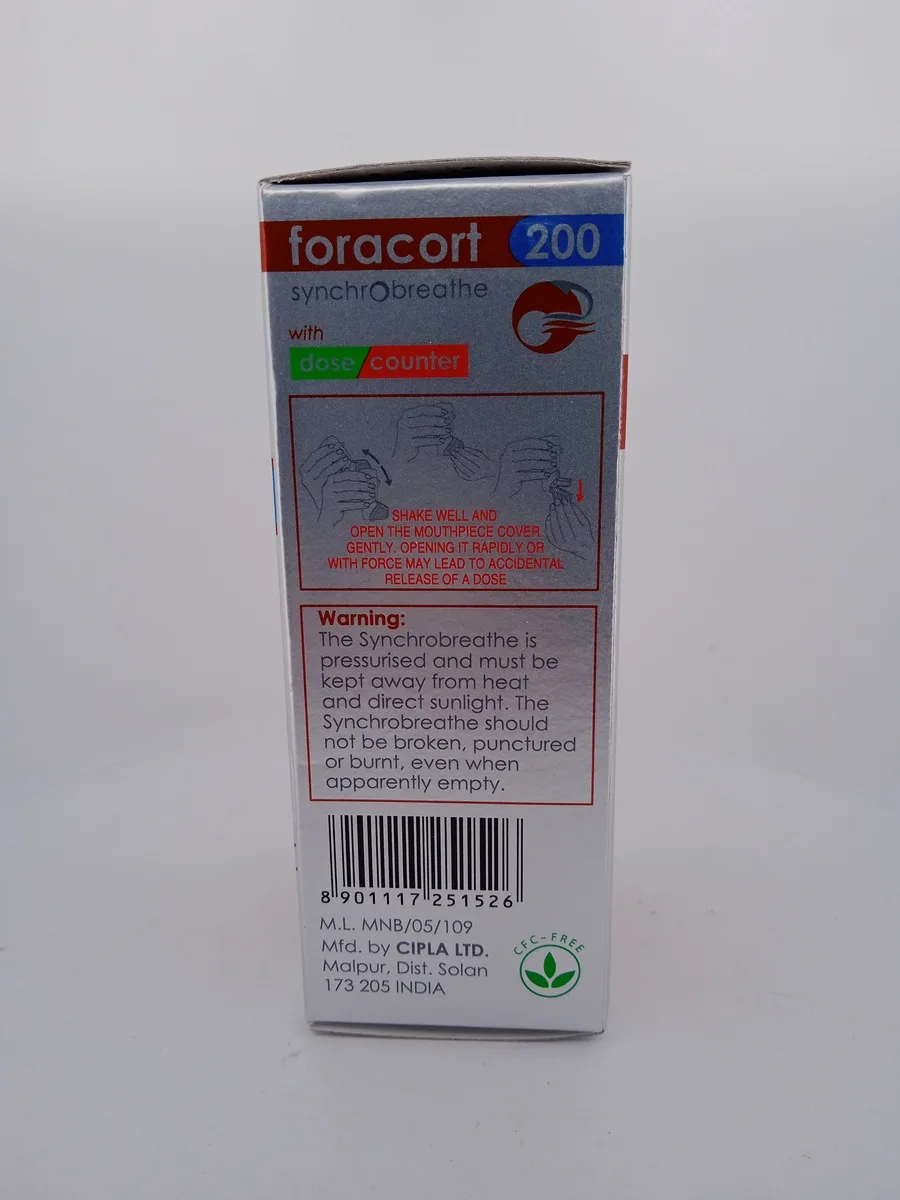 foracort 200
synchrobreathe
with
dose/counter
SHAKE WELL AND
OPEN THE MOUTHPIECE COVER
GENTLY. OPENING IT RAPIDLY OR
WITH FORCE MAY LEAD TO ACCIDENTAL
RELEASE OF A DOSE
Warning:
The Synchrobreathe is
pressurised and must be
kept away from heat
and direct sunlight. The
Synchrobreathe should
not be broken, punctured
or burnt, even when
apparently empty.
8 901117 251526
M.L. MNB/05/109
Mfd. by CIPLA LTD.
Malpur, Dist. Solan
173 205 INDIA
CFC-FREE